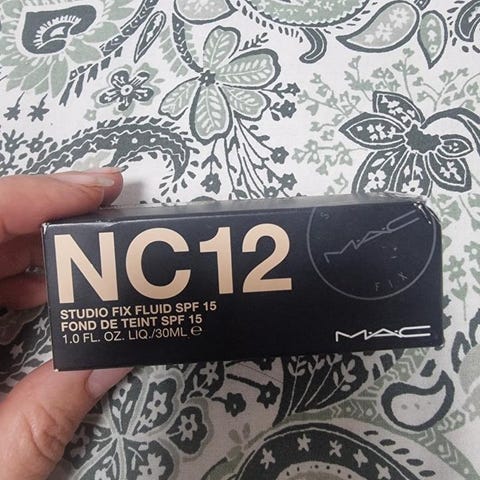 NC12
STUDIO FIX FLUID SPF 15
FOND DE TEINT SPF 15
1.0 FL. OZ. LIQ./30ML ℮
M·A·C
FIX
M·A·C